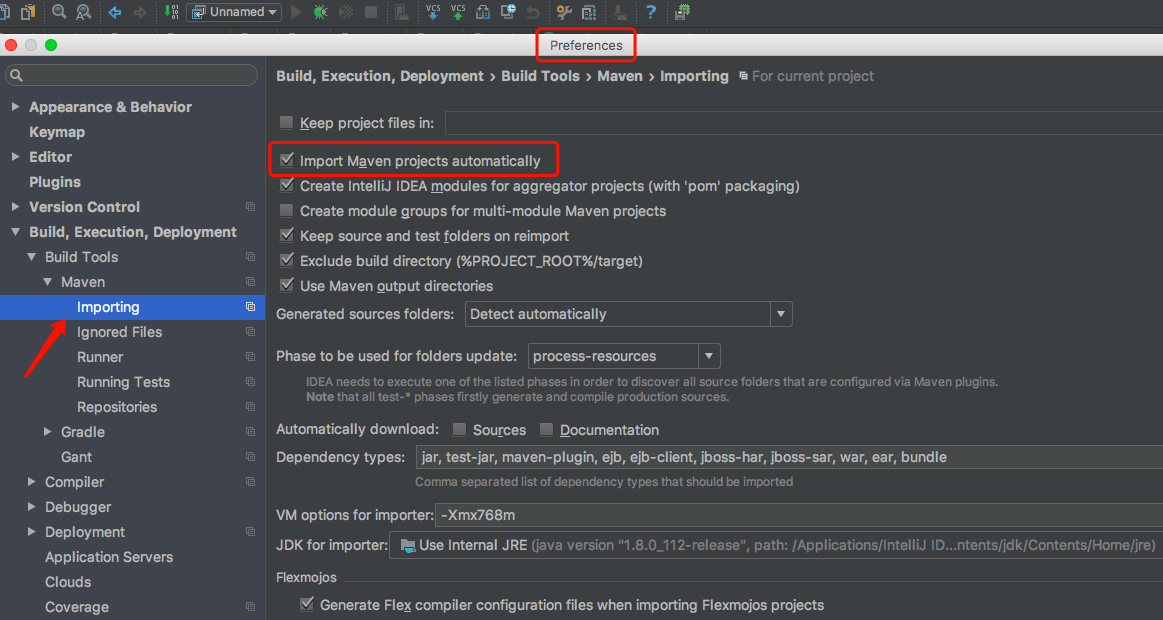 VCS VCS
Unnamed
?
Preferences
Build, Execution, Deployment › Build Tools › Maven › Importing For current project
Appearance & Behavior
Keymap
Editor
Plugins
Version Control
Build, Execution, Deployment
Build Tools
Maven
Importing
Ignored Files
Runner
Running Tests
Repositories
Gradle
Gant
Compiler
Debugger
Deployment
Application Servers
Clouds
Coverage
Keep project files in:
Import Maven projects automatically
Create IntelliJ IDEA modules for aggregator projects (with 'pom' packaging)
Create module groups for multi-module Maven projects
Keep source and test folders on reimport
Exclude build directory (%PROJECT_ROOT%/target)
Use Maven output directories
Generated sources folders: Detect automatically
Phase to be used for folders update: process-resources
IDEA needs to execute one of the listed phases in order to discover all source folders that are configured via Maven plugins.
Note that all test-* phases firstly generate and compile production sources.
Automatically download: Sources Documentation
Dependency types: jar, test-jar, maven-plugin, ejb, ejb-client, jboss-har, jboss-sar, war, ear, bundle
Comma separated list of dependency types that should be imported
VM options for importer: -Xmx768m
JDK for importer: Use Internal JRE (java version "1.8.0_112-release", path: /Applications/IntelliJ ID...ntents/jdk/Contents/Home/jre)
Flexmojos
Generate Flex compiler configuration files when importing Flexmojos projects